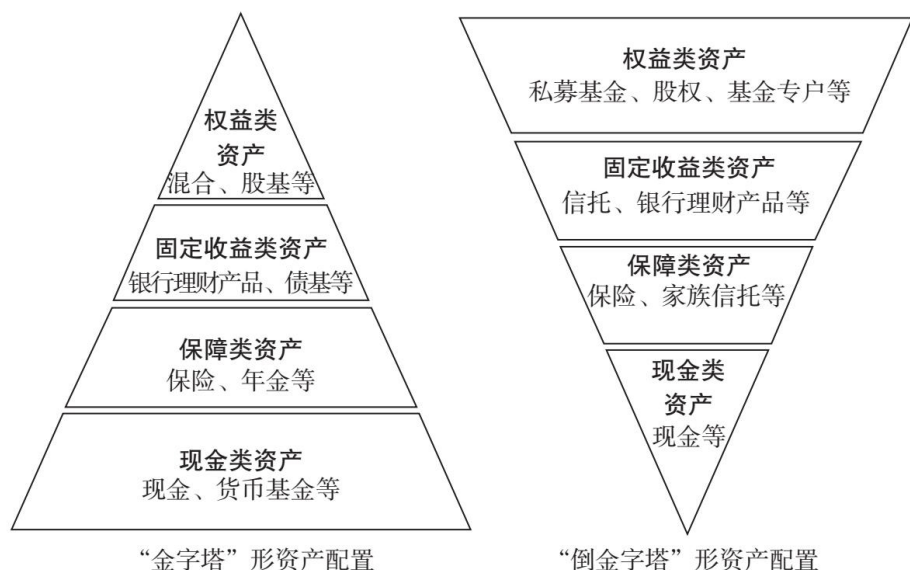 权益类
资产
混合、股基等
固定收益类资产
银行理财产品、债基等
保障类资产
保险、年金等
现金类资产
现金、货币基金等
“金字塔”形资产配置
权益类资产
私募基金、股权、基金专户等
固定收益类资产
信托、银行理财产品等
保障类资产
保险、家族信托等
现金类
资产
现金等
“倒金字塔”形资产配置